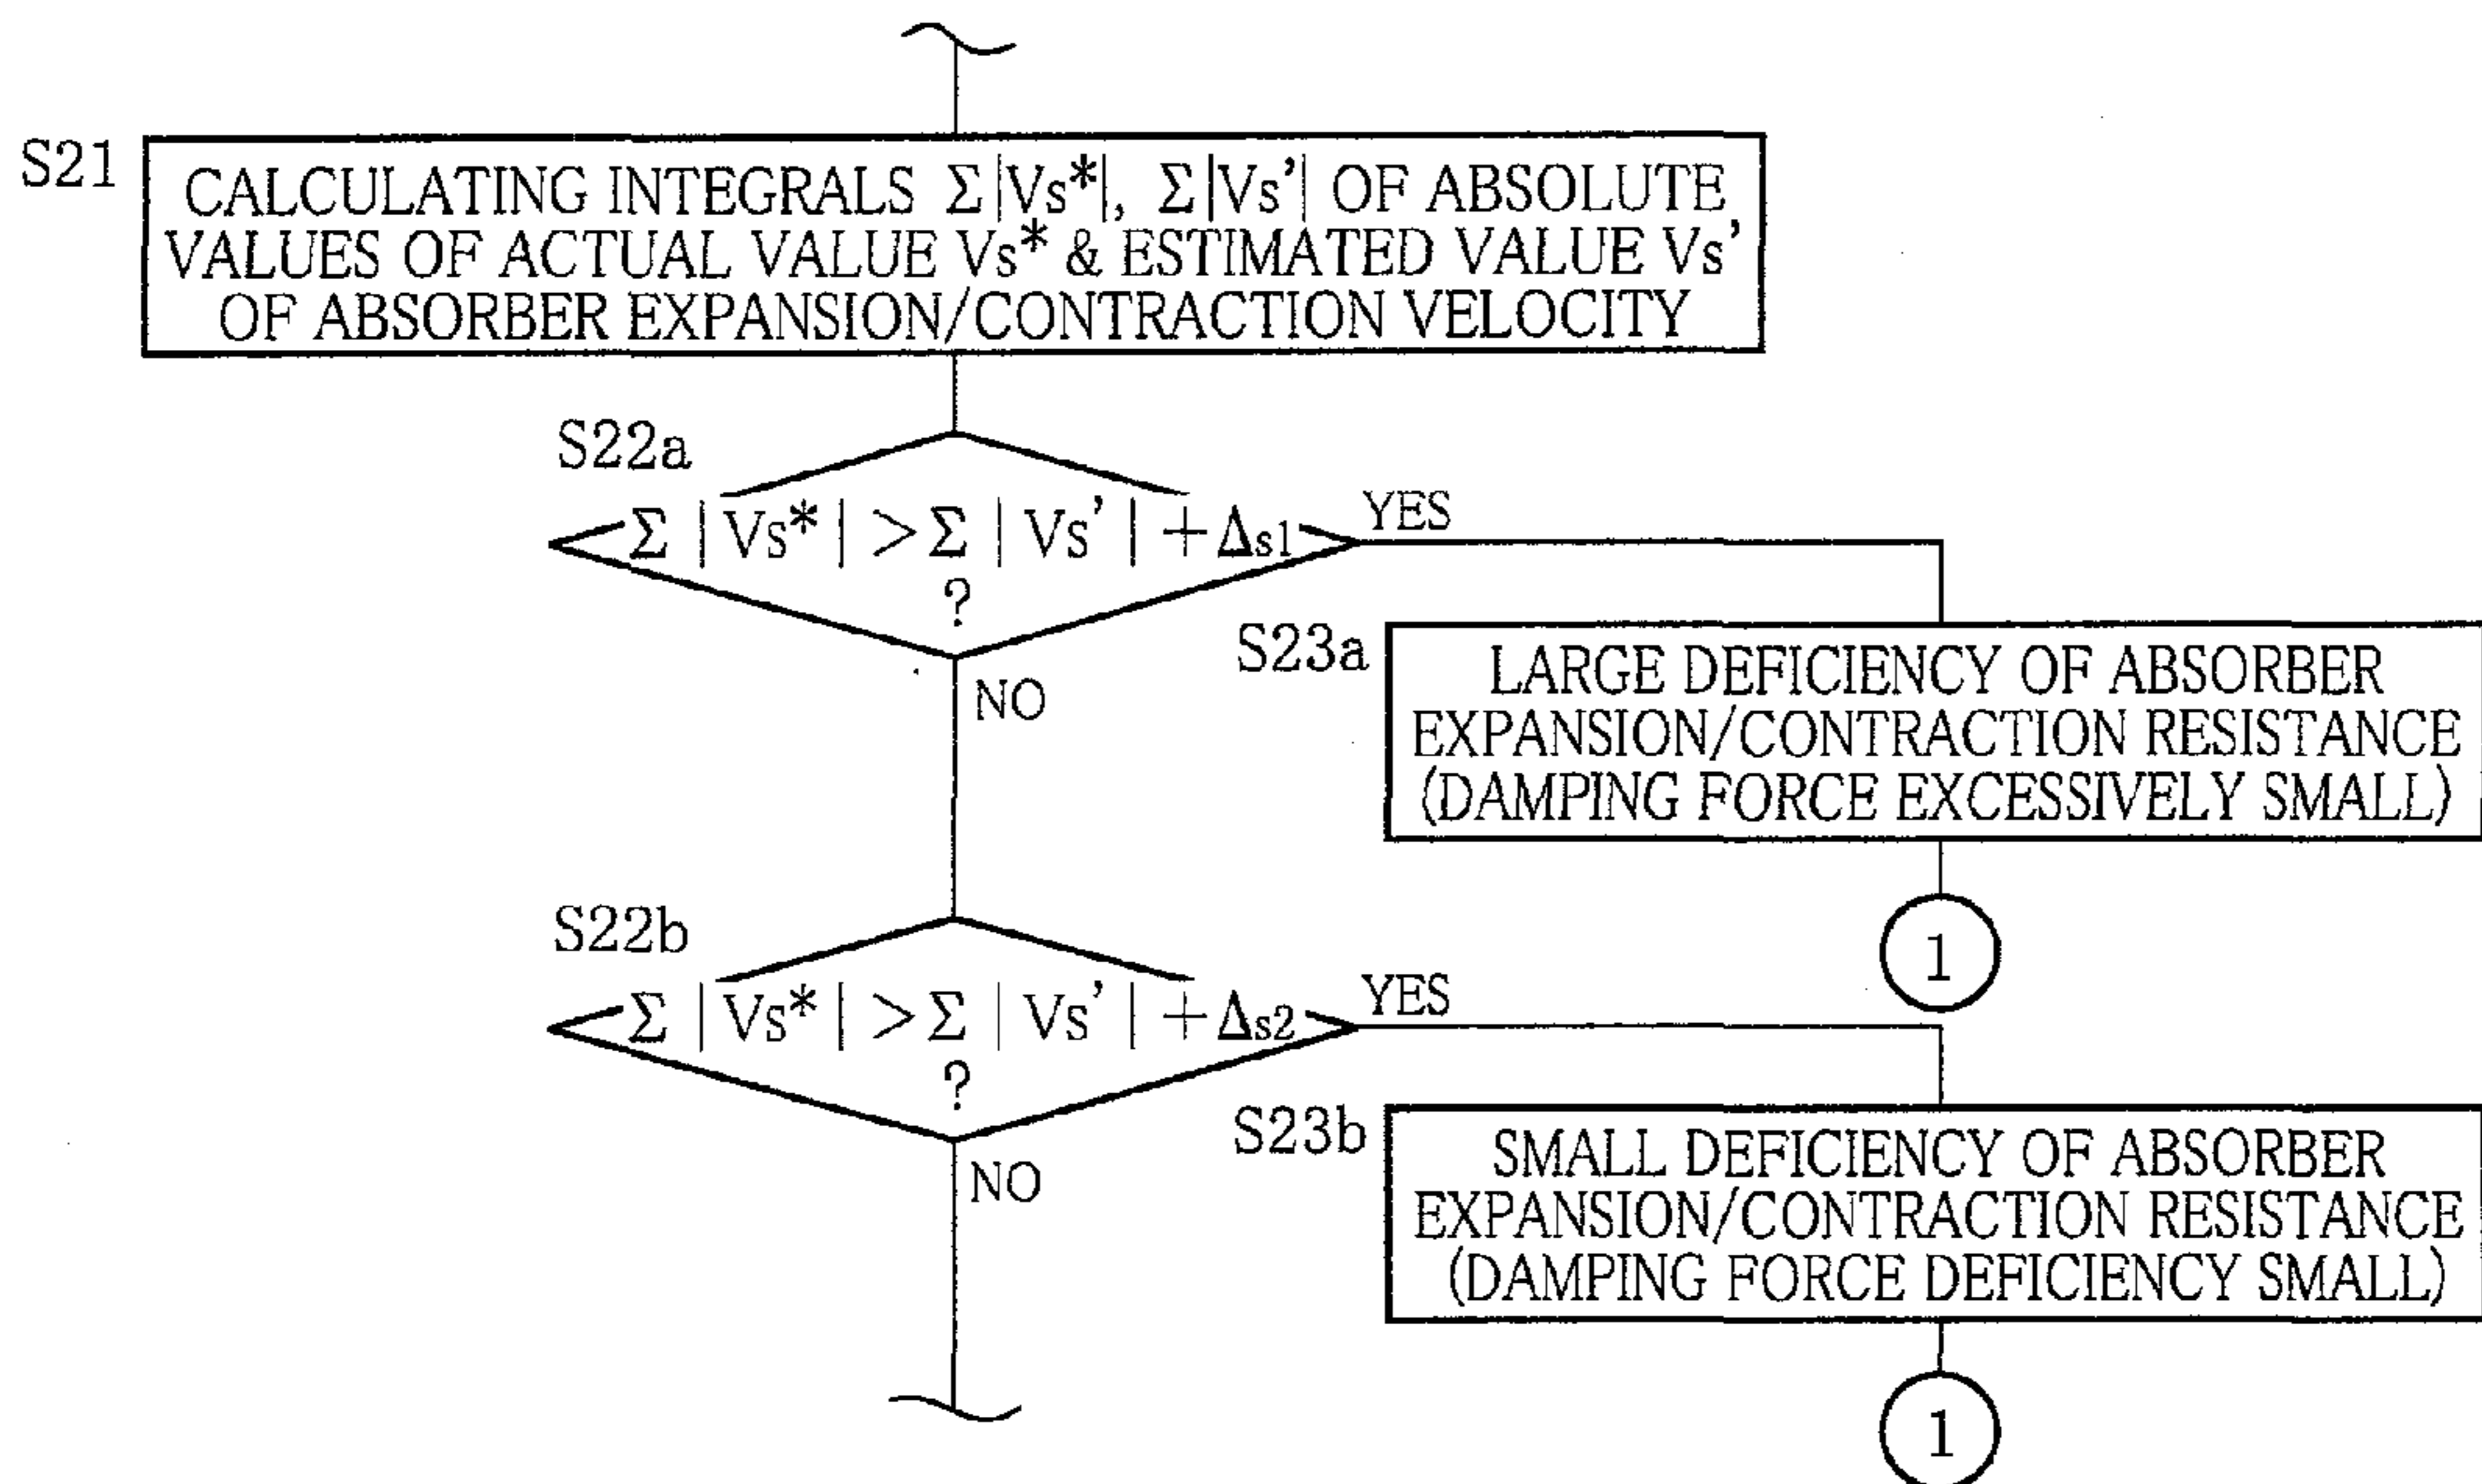 S21
CALCULATING INTEGRALS Σ|Vs*|, Σ|Vs'| OF ABSOLUTE
VALUES OF ACTUAL VALUE Vs* & ESTIMATED VALUE Vs'
OF ABSORBER EXPANSION/CONTRACTION VELOCITY
S22a
Σ|Vs*|>Σ|Vs'|+Δs1
?
YES
NO
S23a
LARGE DEFICIENCY OF ABSORBER
EXPANSION/CONTRACTION RESISTANCE
(DAMPING FORCE EXCESSIVELY SMALL)
1
S22b
Σ|Vs*|>Σ|Vs'|+Δs2
?
YES
NO
S23b
SMALL DEFICIENCY OF ABSORBER
EXPANSION/CONTRACTION RESISTANCE
(DAMPING FORCE DEFICIENCY SMALL)
1